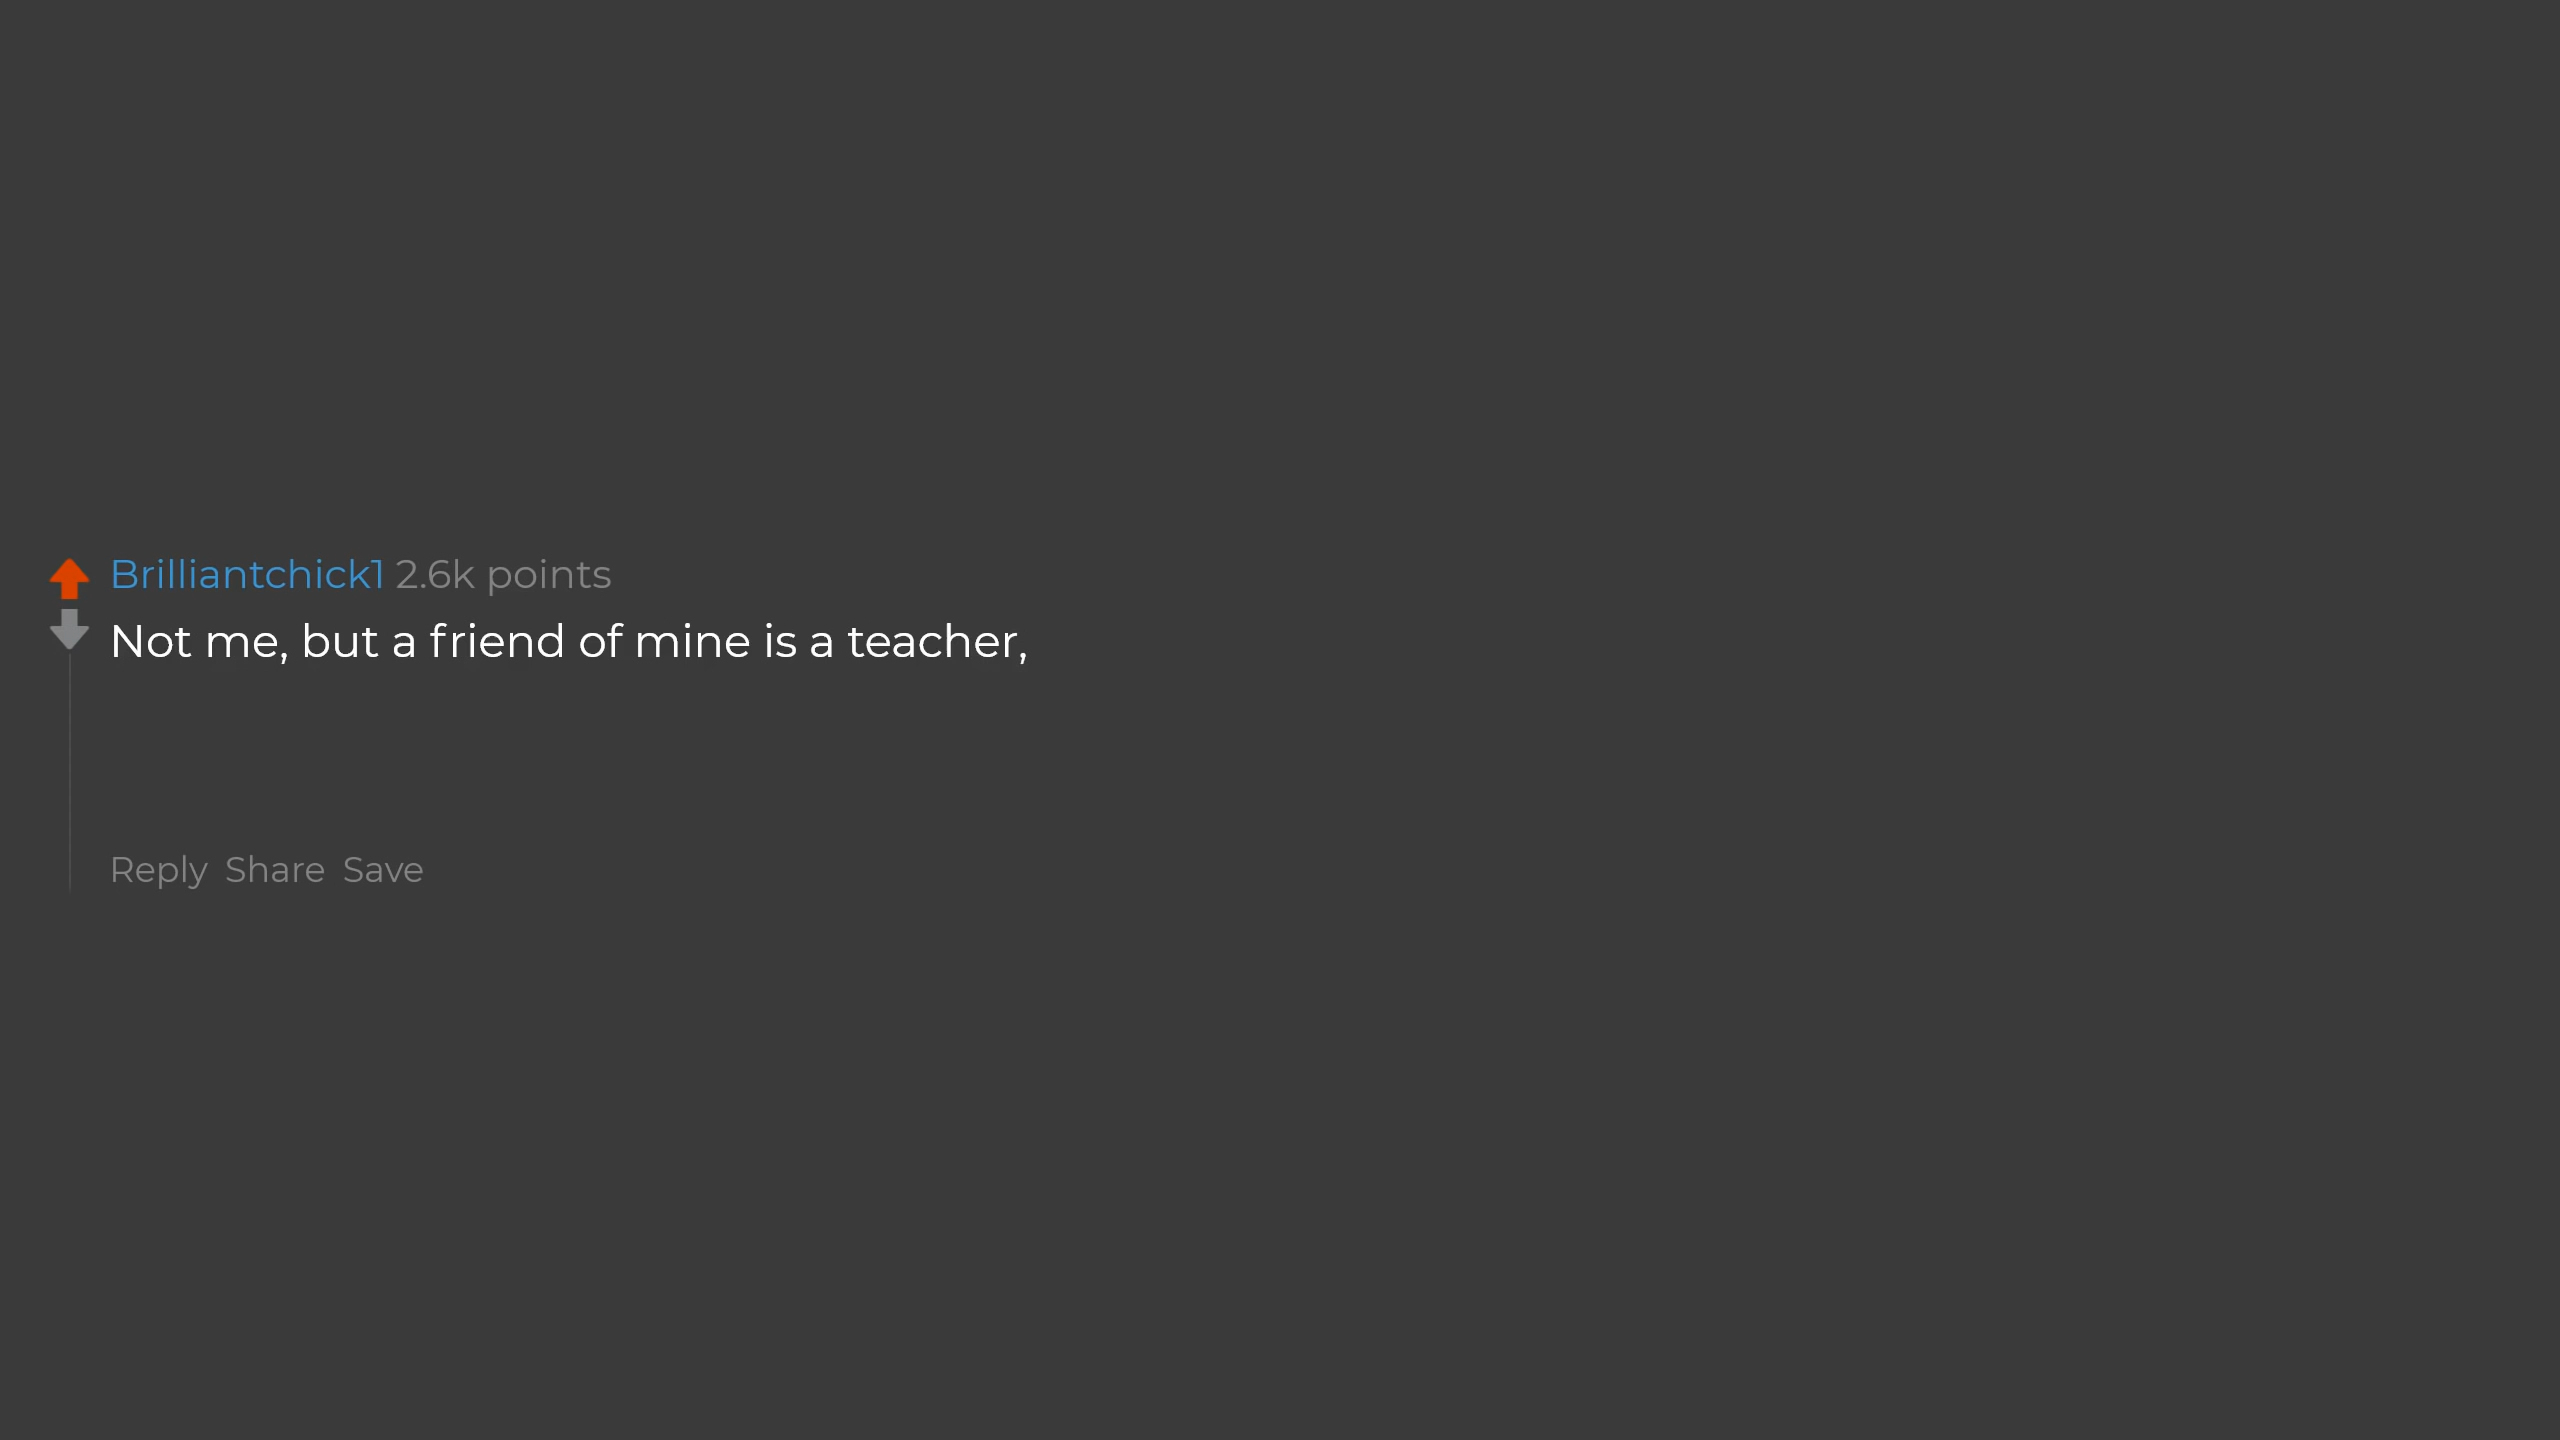 Brilliantchick1 2.6k points
Not me, but a friend of mine is a teacher,
Reply Share Save